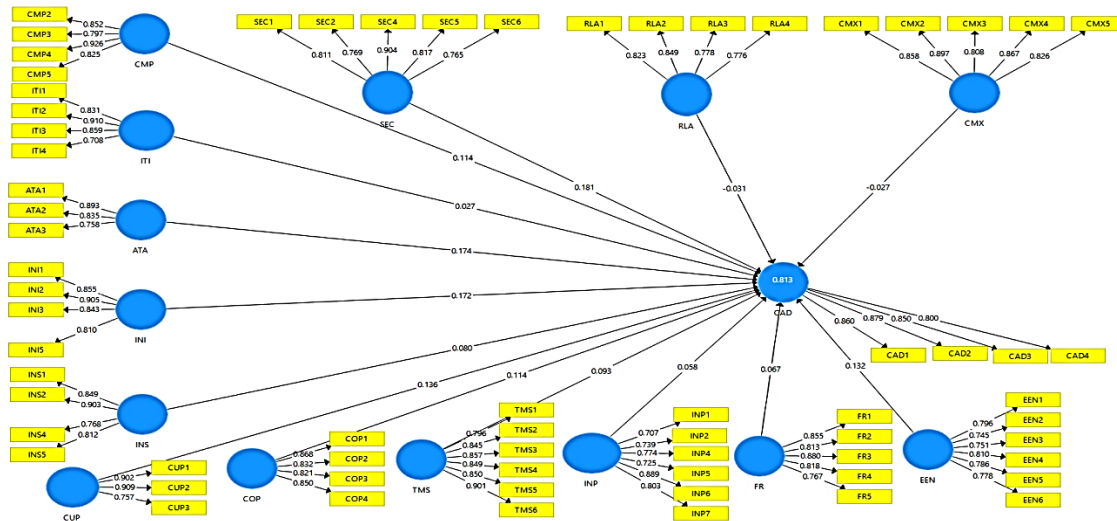 CMP2
CMP3
CMP4
CMP5
0.852
0.797
0.926
0.825
CMP
SEC1
SEC2
SEC4
SEC5
SEC6
0.811
0.769
0.904
0.817
0.765
SEC
RLA1
RLA2
RLA3
RLA4
0.823
0.849
0.778
0.776
RLA
CMX1
CMX2
CMX3
CMX4
CMX5
0.858
0.897
0.808
0.867
0.826
CMX
ITI1
ITI2
ITI3
ITI4
0.831
0.910
0.859
0.708
ITI
0.114
0.181
-0.031
-0.027
0.027
ATA1
ATA2
ATA3
0.893
0.835
0.758
ATA
0.174
INI1
INI2
INI3
INI5
0.855
0.905
0.843
0.810
INI
0.172
0.813
CAD
0.860
0.879
0.850
0.800
CAD1
CAD2
CAD3
CAD4
INS1
INS2
INS4
INS5
0.849
0.903
0.768
0.812
INS
0.080
0.136
0.114
0.093
0.058
0.067
0.132
CUP1
CUP2
CUP3
0.902
0.909
0.757
CUP
COP1
COP2
COP3
COP4
0.868
0.832
0.821
0.850
COP
TMS1
TMS2
TMS3
TMS4
TMS5
TMS6
0.796
0.845
0.857
0.849
0.850
0.901
TMS
INP1
INP2
INP4
INP5
INP6
INP7
0.707
0.739
0.774
0.725
0.889
0.803
INP
FR1
FR2
FR3
FR4
FR5
0.855
0.813
0.880
0.818
0.767
FR
EEN1
EEN2
EEN3
EEN4
EEN5
EEN6
0.796
0.745
0.751
0.810
0.786
0.778
EEN